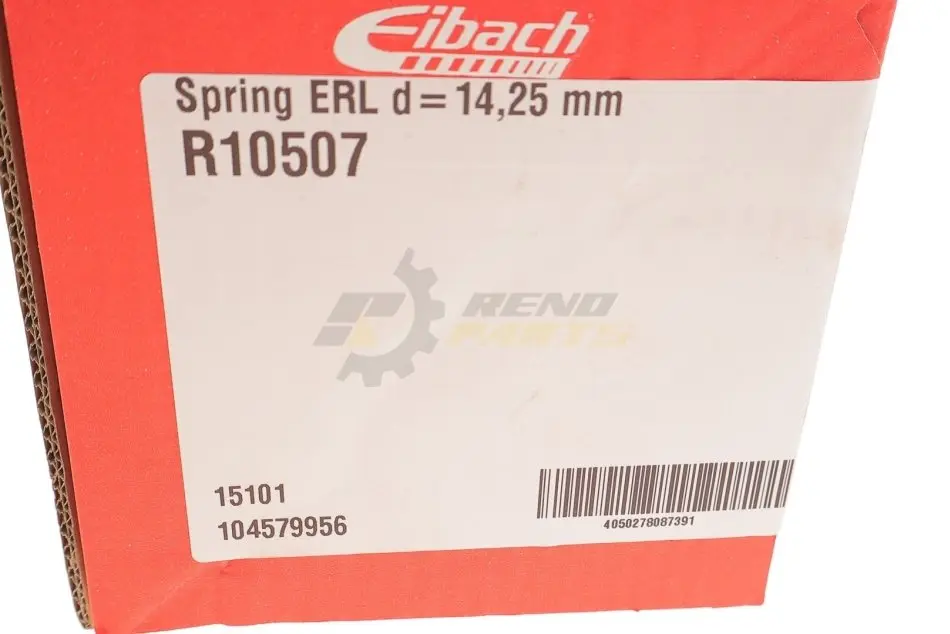 Eibach
Spring ERL d=14,25 mm
R10507
RENO
PARTS
15101
104579956
4050278087391